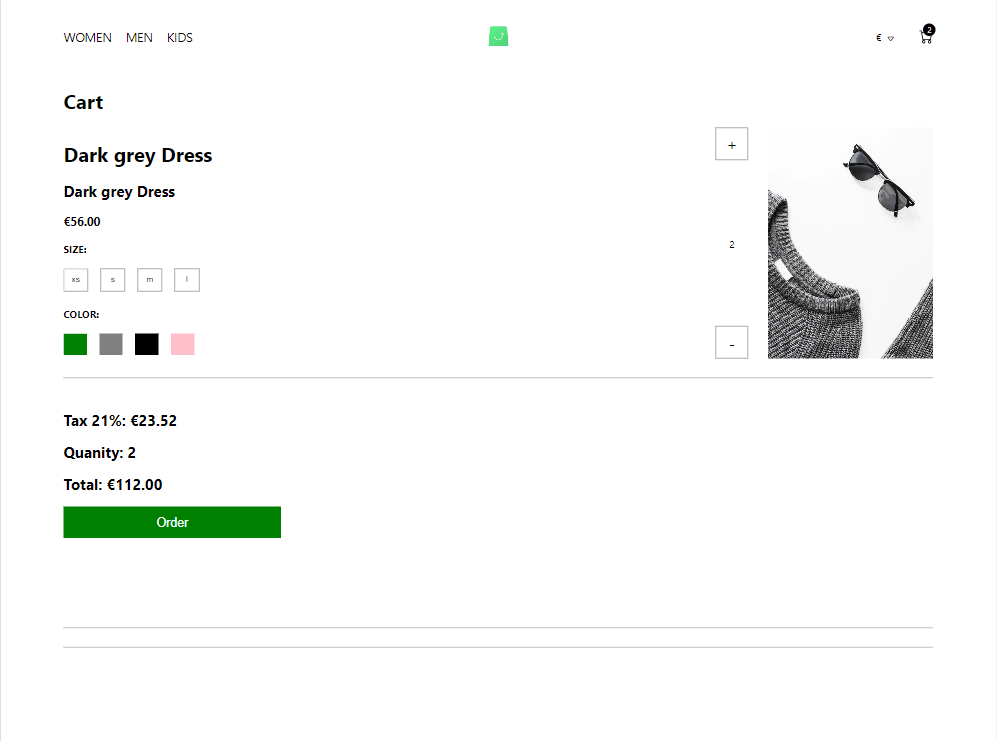 WOMEN MEN KIDS
€
2
Cart
Dark grey Dress
Dark grey Dress
€56.00
SIZE:
xs s m l
COLOR:
+
2
-
Tax 21%: €23.52
Quanity: 2
Total: €112.00
Order